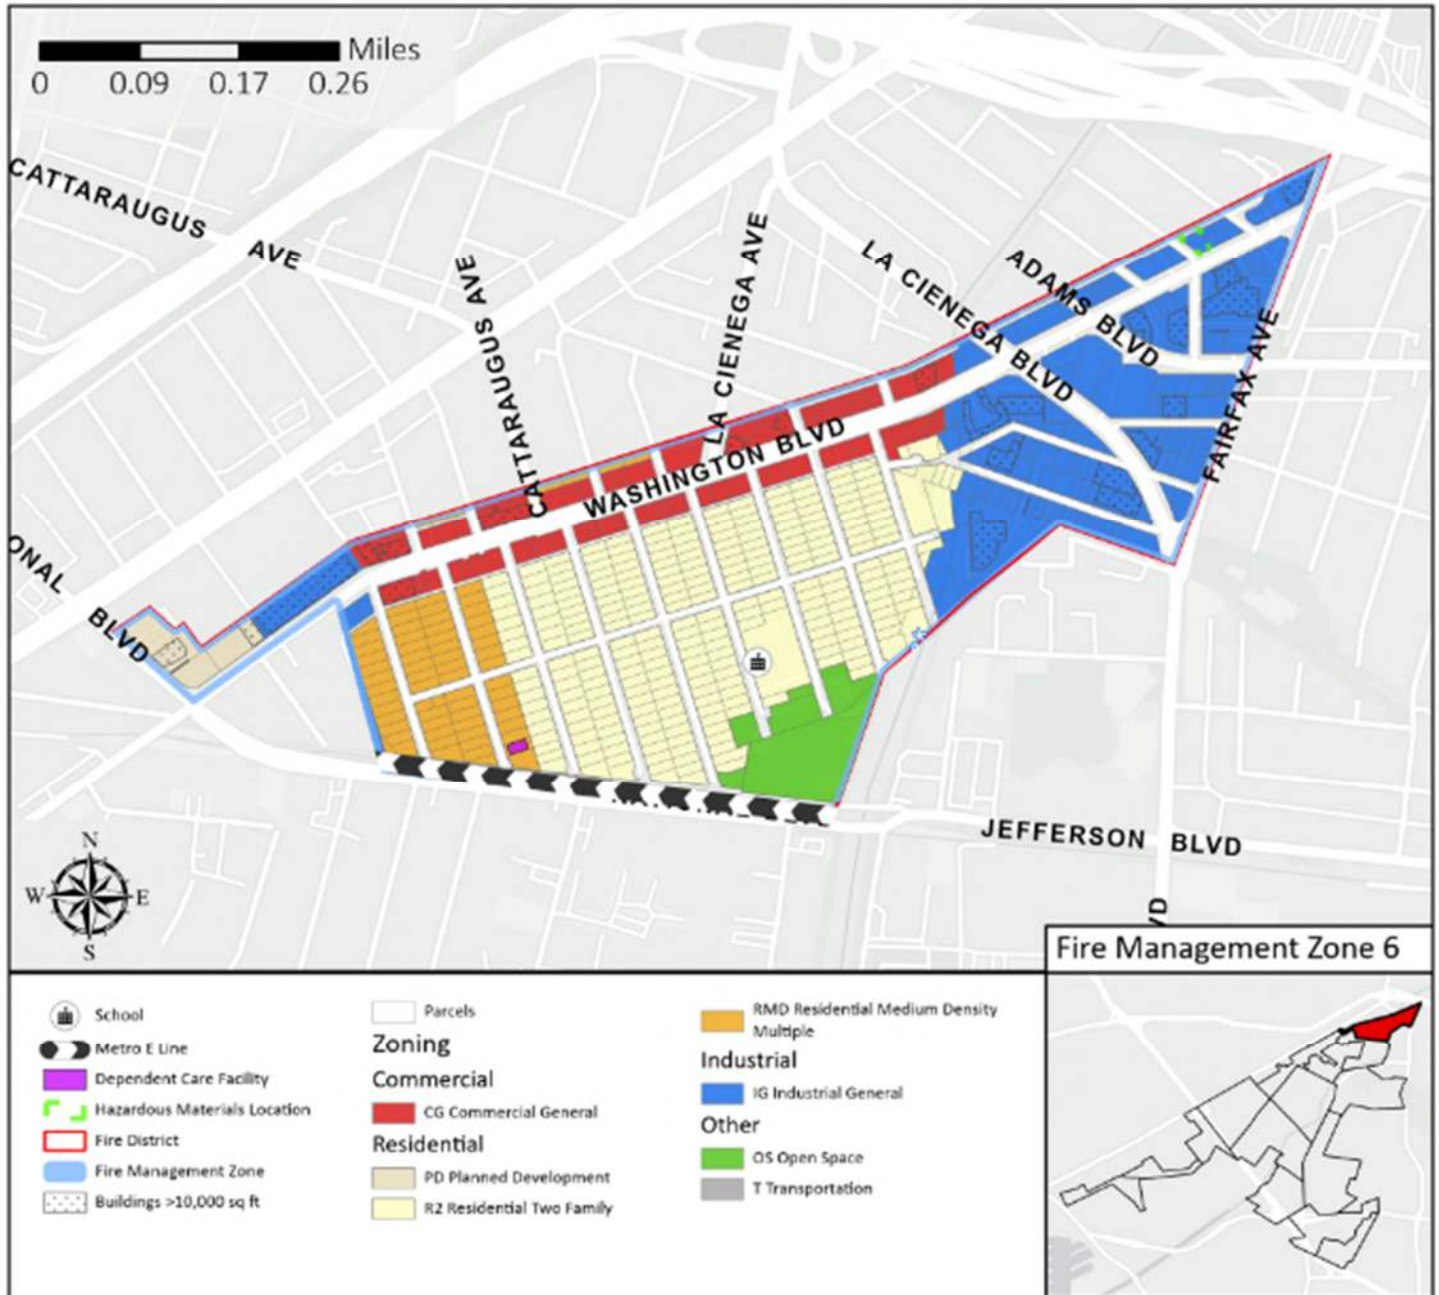 Miles
0 0.09 0.17 0.26
CATTARAUGUS AVE
CATTARAUGUS AVE
LA CIENEGA AVE
LA CIENEGA BLVD
ADAMS BLVD
FAIRFAX AVE
WASHINGTON BLVD
ONAL BLVD
JEFFERSON BLVD
VD
N
W E
S
Fire Management Zone 6
School
Metro E Line
Dependent Care Facility
Hazardous Materials Location
Fire District
Fire Management Zone
Buildings >10,000 sq ft
Parcels
Zoning
Commercial
CG Commercial General
Residential
PD Planned Development
R2 Residential Two Family
RMD Residential Medium Density
Multiple
Industrial
IG Industrial General
Other
OS Open Space
T Transportation